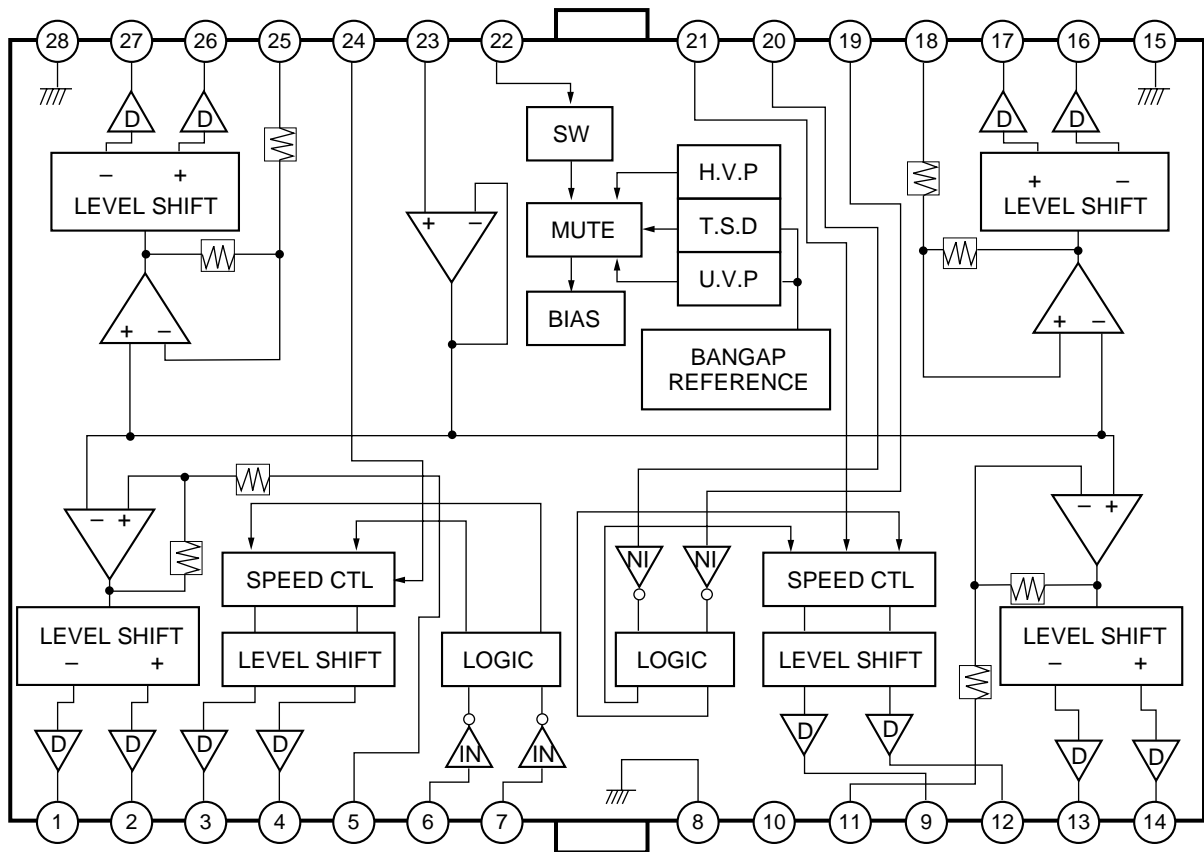 28 27 26 25 24 23 22 21 20 19 18 17 16 15
D D D D
SW
− +
LEVEL SHIFT
H.V.P
+ −
LEVEL SHIFT
+ −
MUTE
T.S.D
U.V.P
BIAS
+ −
+ −
BANGAP
REFERENCE
− +
− +
SPEED CTL
NI NI
SPEED CTL
LEVEL SHIFT
− +
LEVEL SHIFT
LOGIC
LOGIC
LEVEL SHIFT
LEVEL SHIFT
− +
D D D D
IN IN
D D
D D
1 2 3 4 5 6 7 8 10 11 9 12 13 14